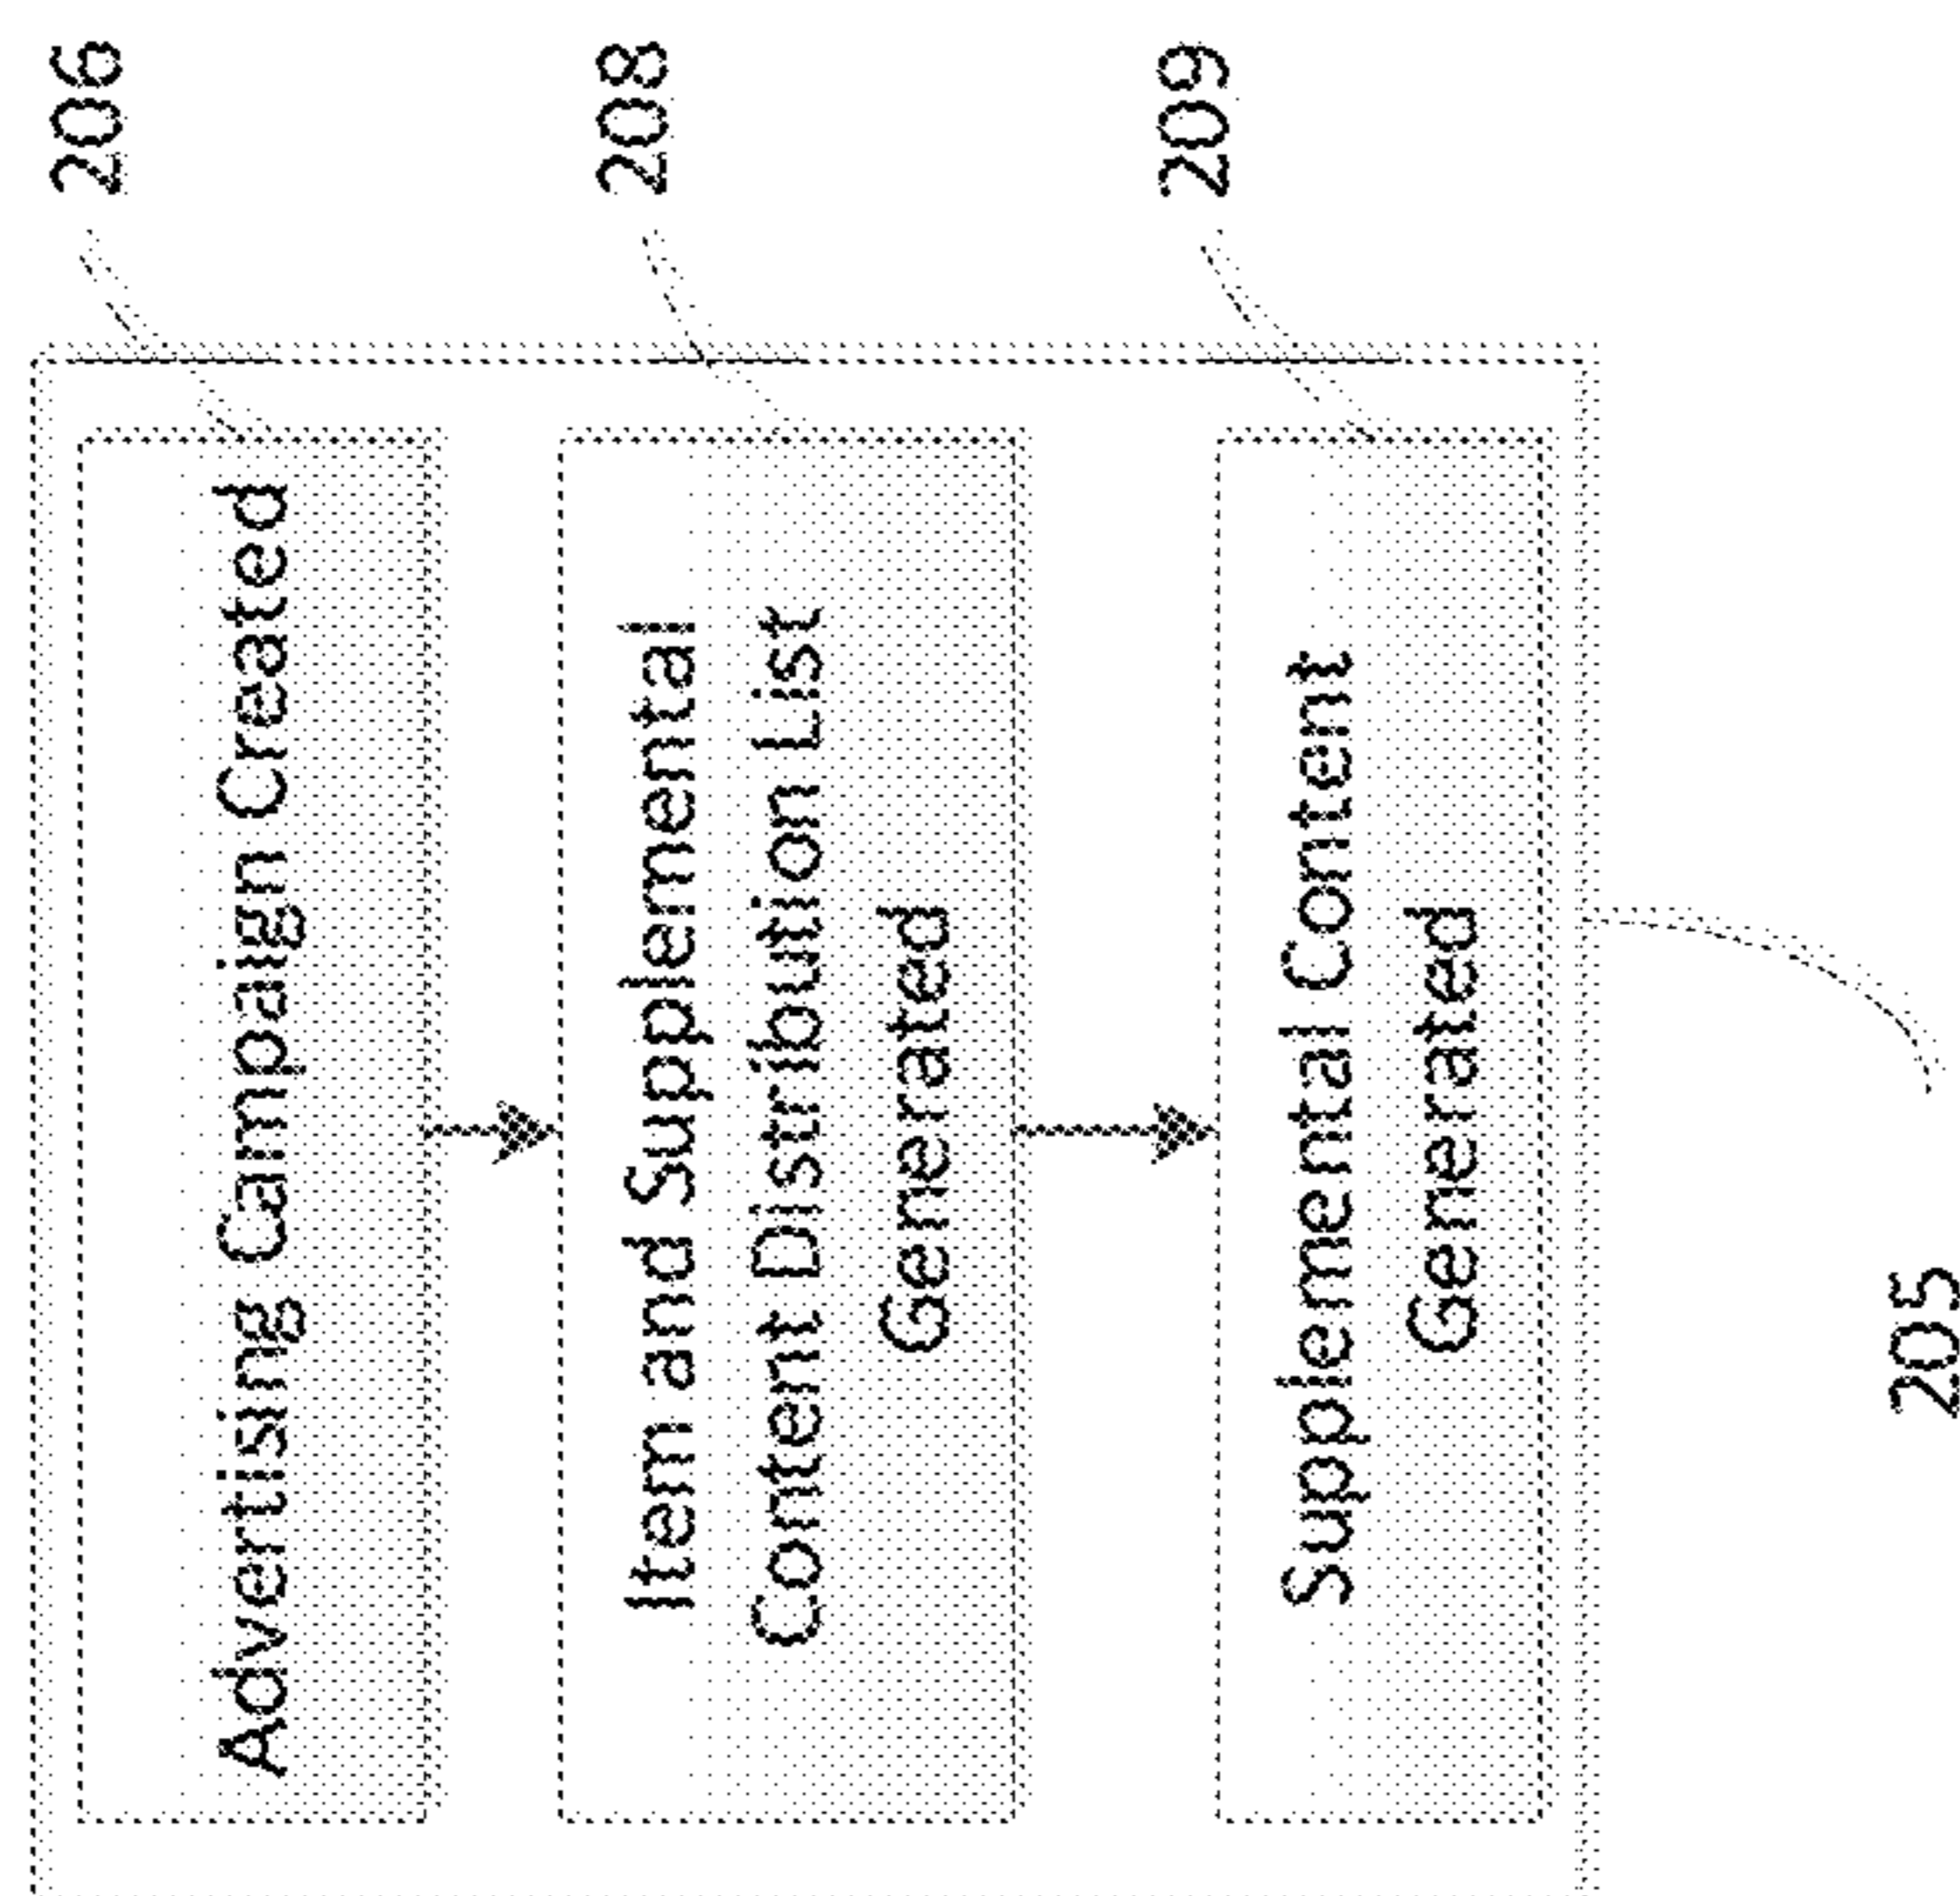 Advertising Campaign Created
206
Item and Supplemental
Content Distribution List
Generated
208
Supplemental Content
Generated
209
205